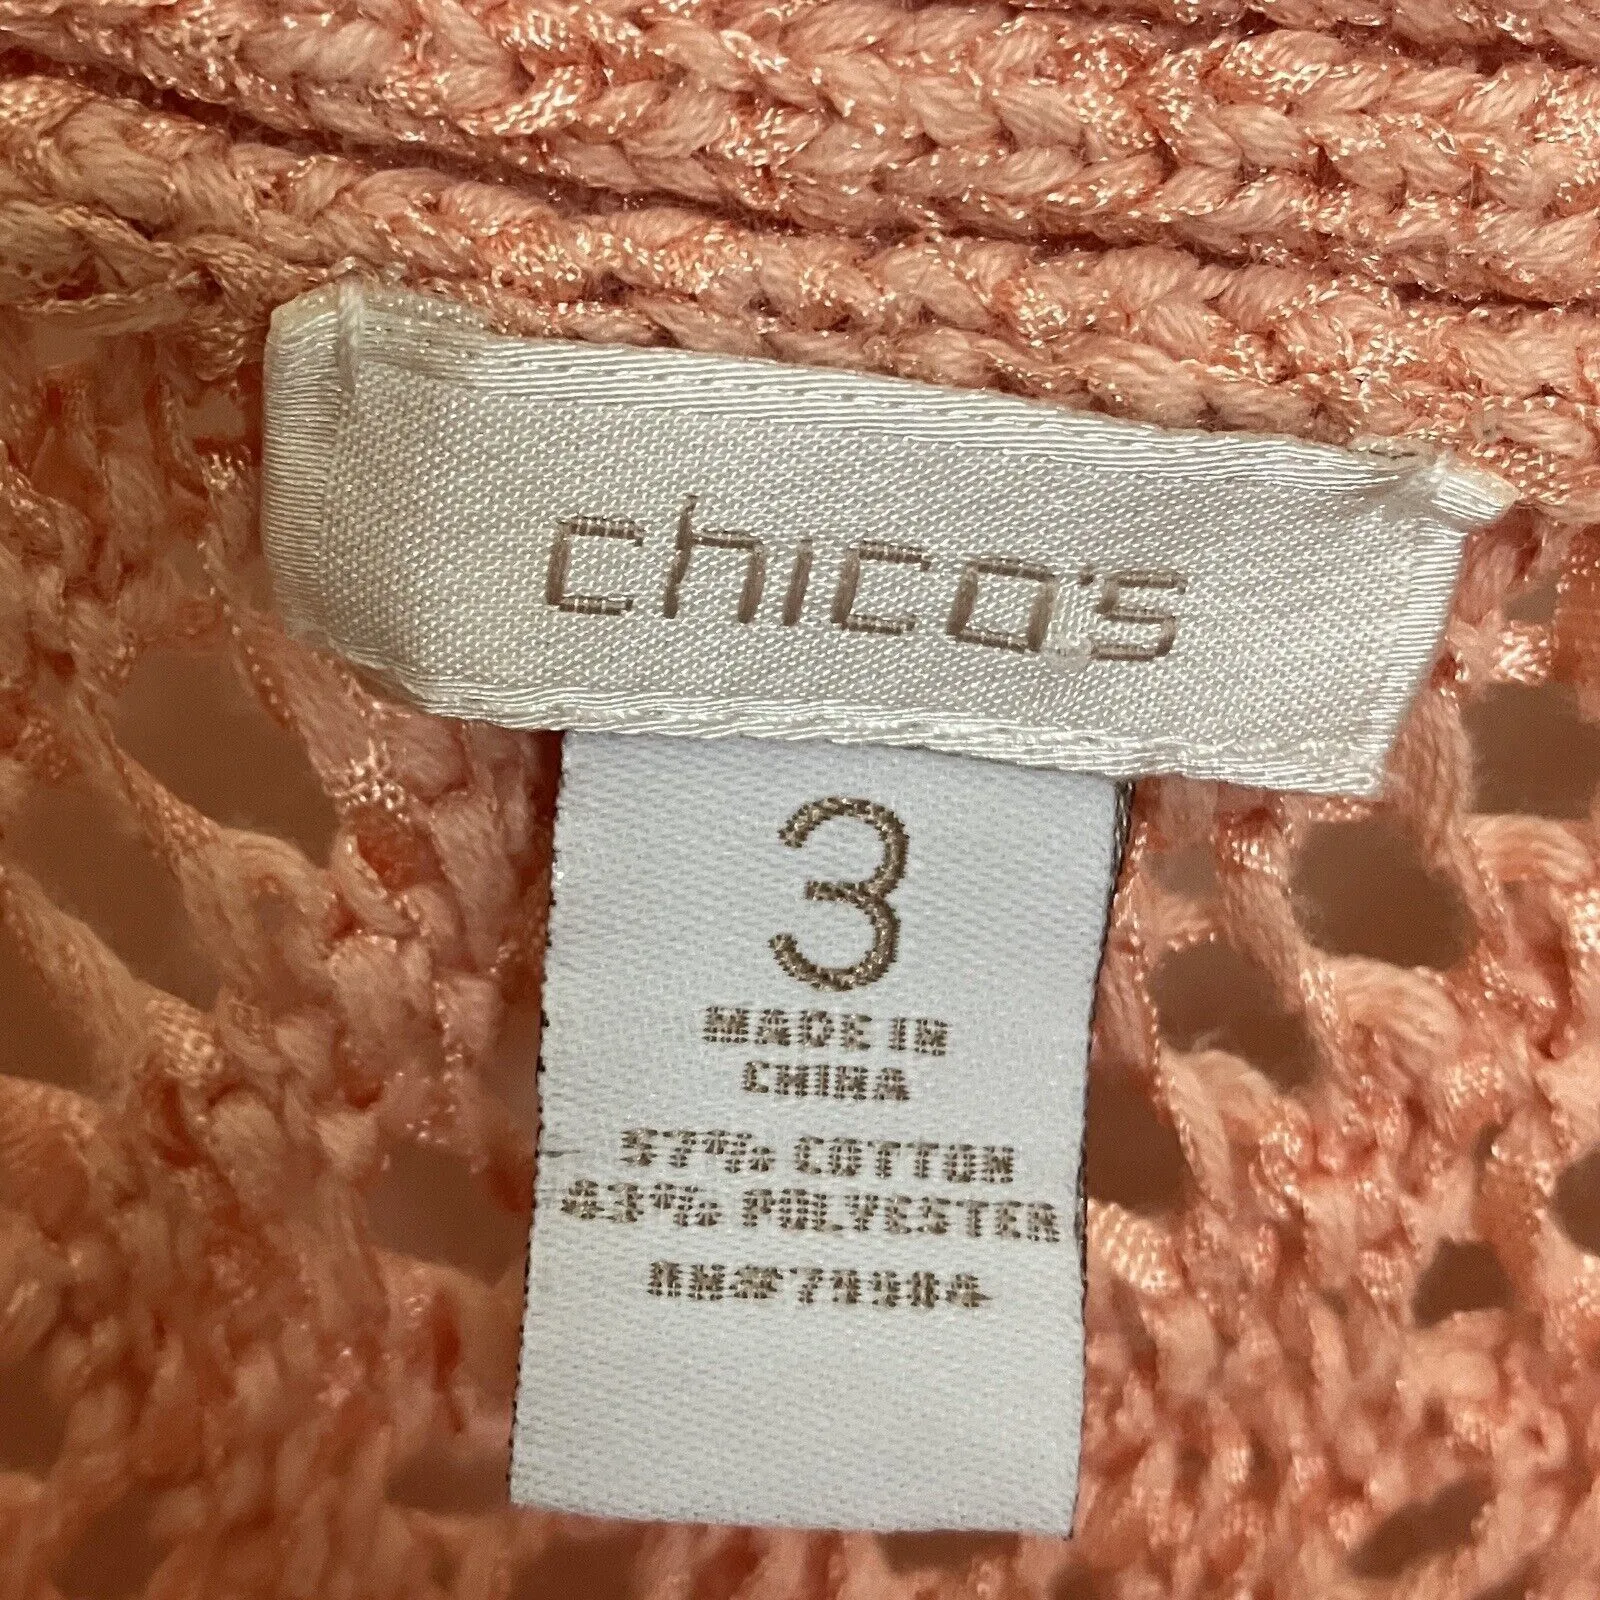 chico's
3
MADE IN
CHINA
57% COTTON
43% POLYESTER